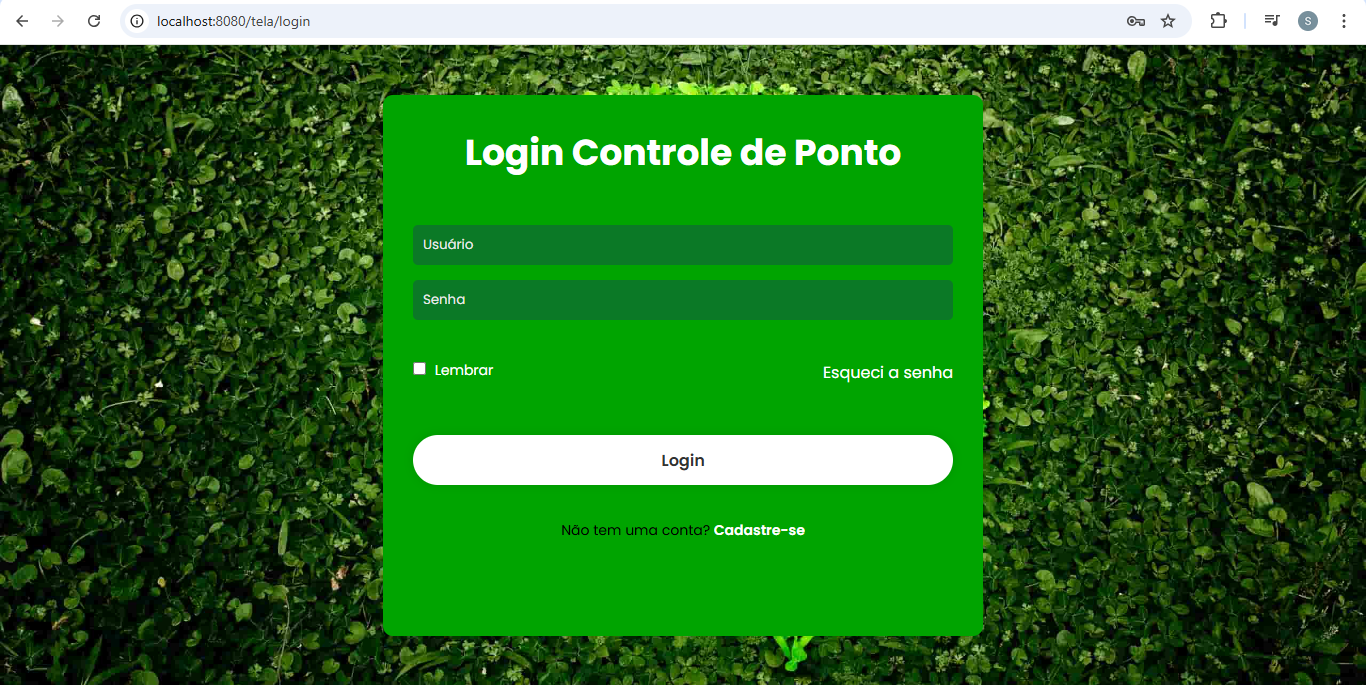 localhost:8080/tela/login
S
Login Controle de Ponto
Usuário
Senha
Lembrar
Esqueci a senha
Login
Não tem uma conta? Cadastre-se